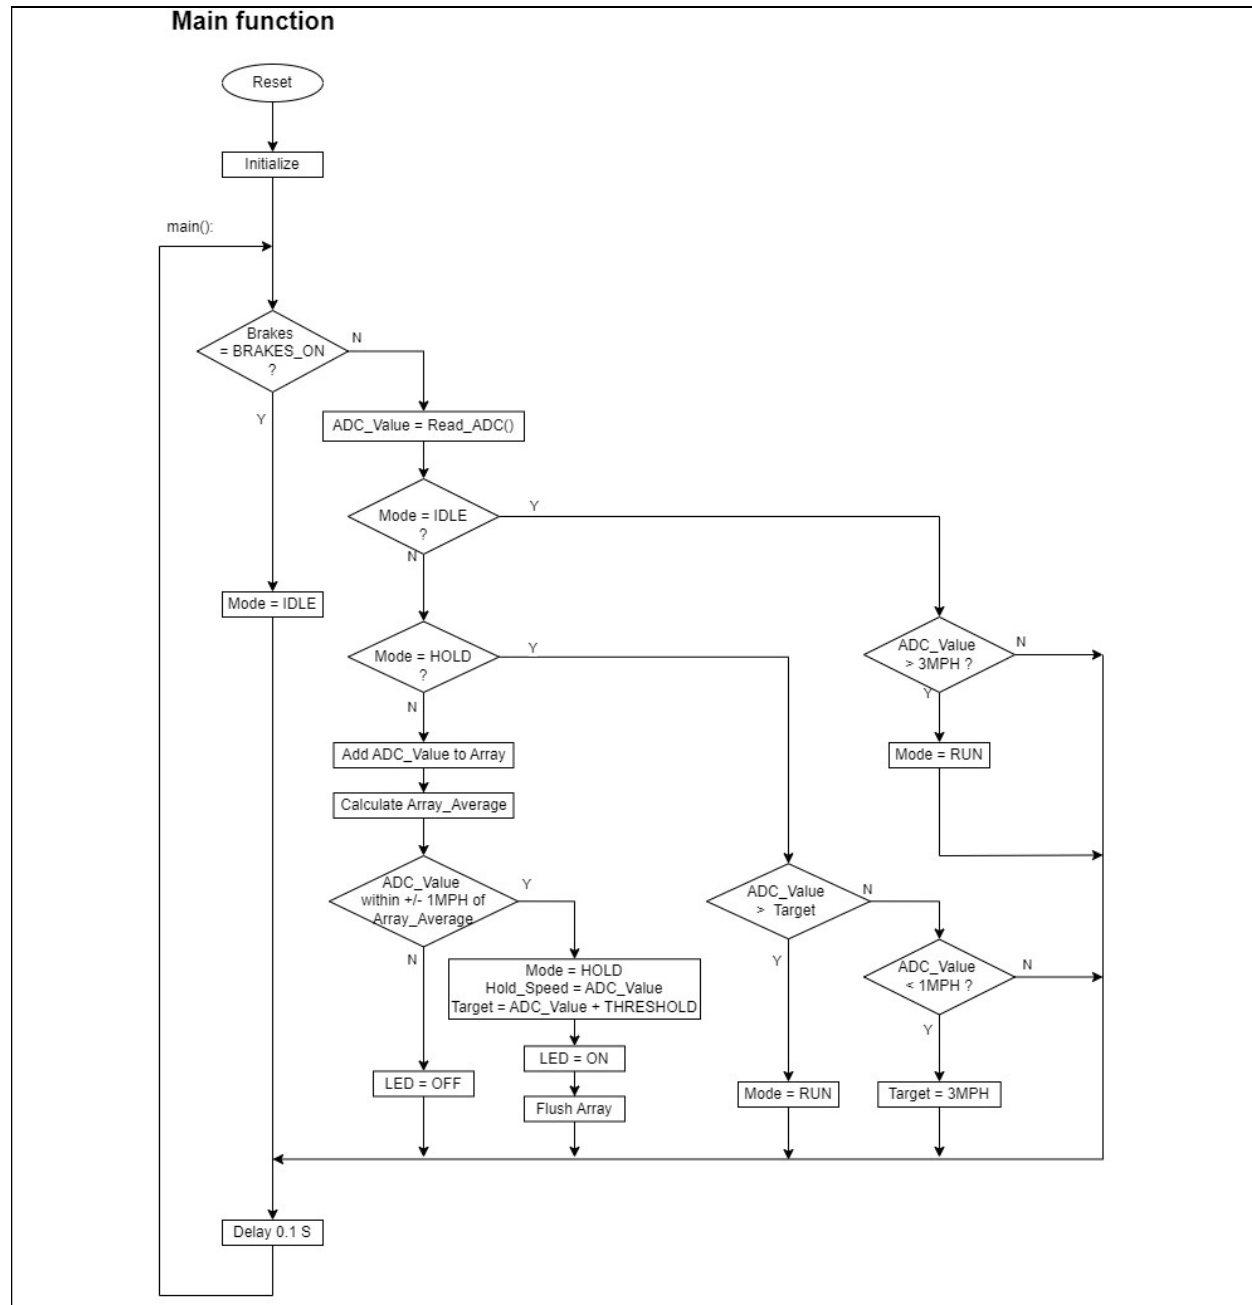 Main function
Reset
Initialize
main():
Brakes
= BRAKES_ON
?
N
Y
ADC_Value = Read_ADC()
Mode = IDLE
?
Y
N
Mode = IDLE
Mode = HOLD
?
Y
N
ADC_Value
> 3MPH ?
N
Y
Mode = RUN
Add ADC_Value to Array
Calculate Array_Average
ADC_Value
within +/- 1MPH of
Array_Average
Y
N
Mode = HOLD
Hold_Speed = ADC_Value
Target = ADC_Value + THRESHOLD
LED = ON
Flush Array
LED = OFF
ADC_Value
> Target
N
Y
Mode = RUN
ADC_Value
< 1MPH ?
N
Y
Target = 3MPH
Delay 0.1 S